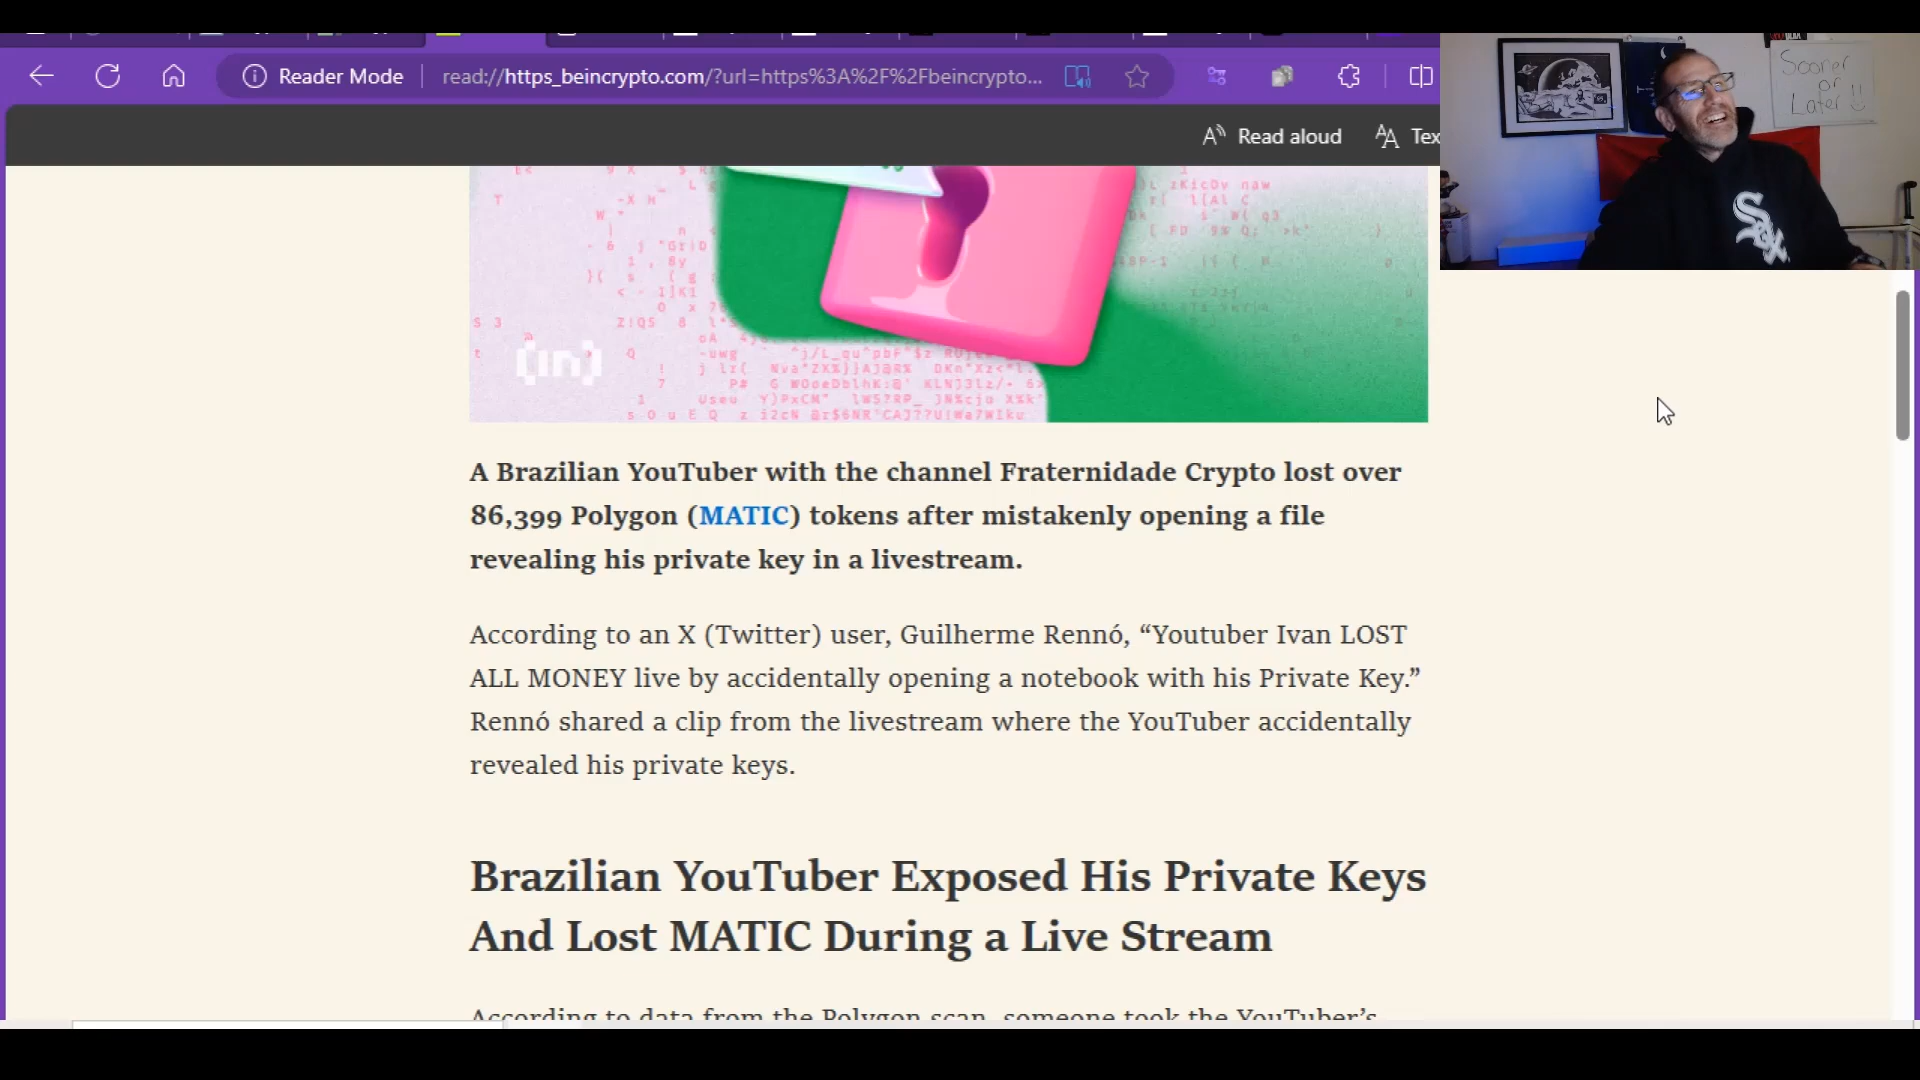 Reader Mode
read://https_beincrypto.com/?url=https%3A%2F%2Fbeincrypto...
Read aloud
Tex
Sooner
or
Later !!
Sox
[in]
A Brazilian YouTuber with the channel Fraternidade Crypto lost over
86,399 Polygon (MATIC) tokens after mistakenly opening a file
revealing his private key in a livestream.
According to an X (Twitter) user, Guilherme Rennó, “Youtuber Ivan LOST
ALL MONEY live by accidentally opening a notebook with his Private Key.”
Rennó shared a clip from the livestream where the YouTuber accidentally
revealed his private keys.
Brazilian YouTuber Exposed His Private Keys
And Lost MATIC During a Live Stream
According to data from the Polygon scan, someone took the YouTuber’s